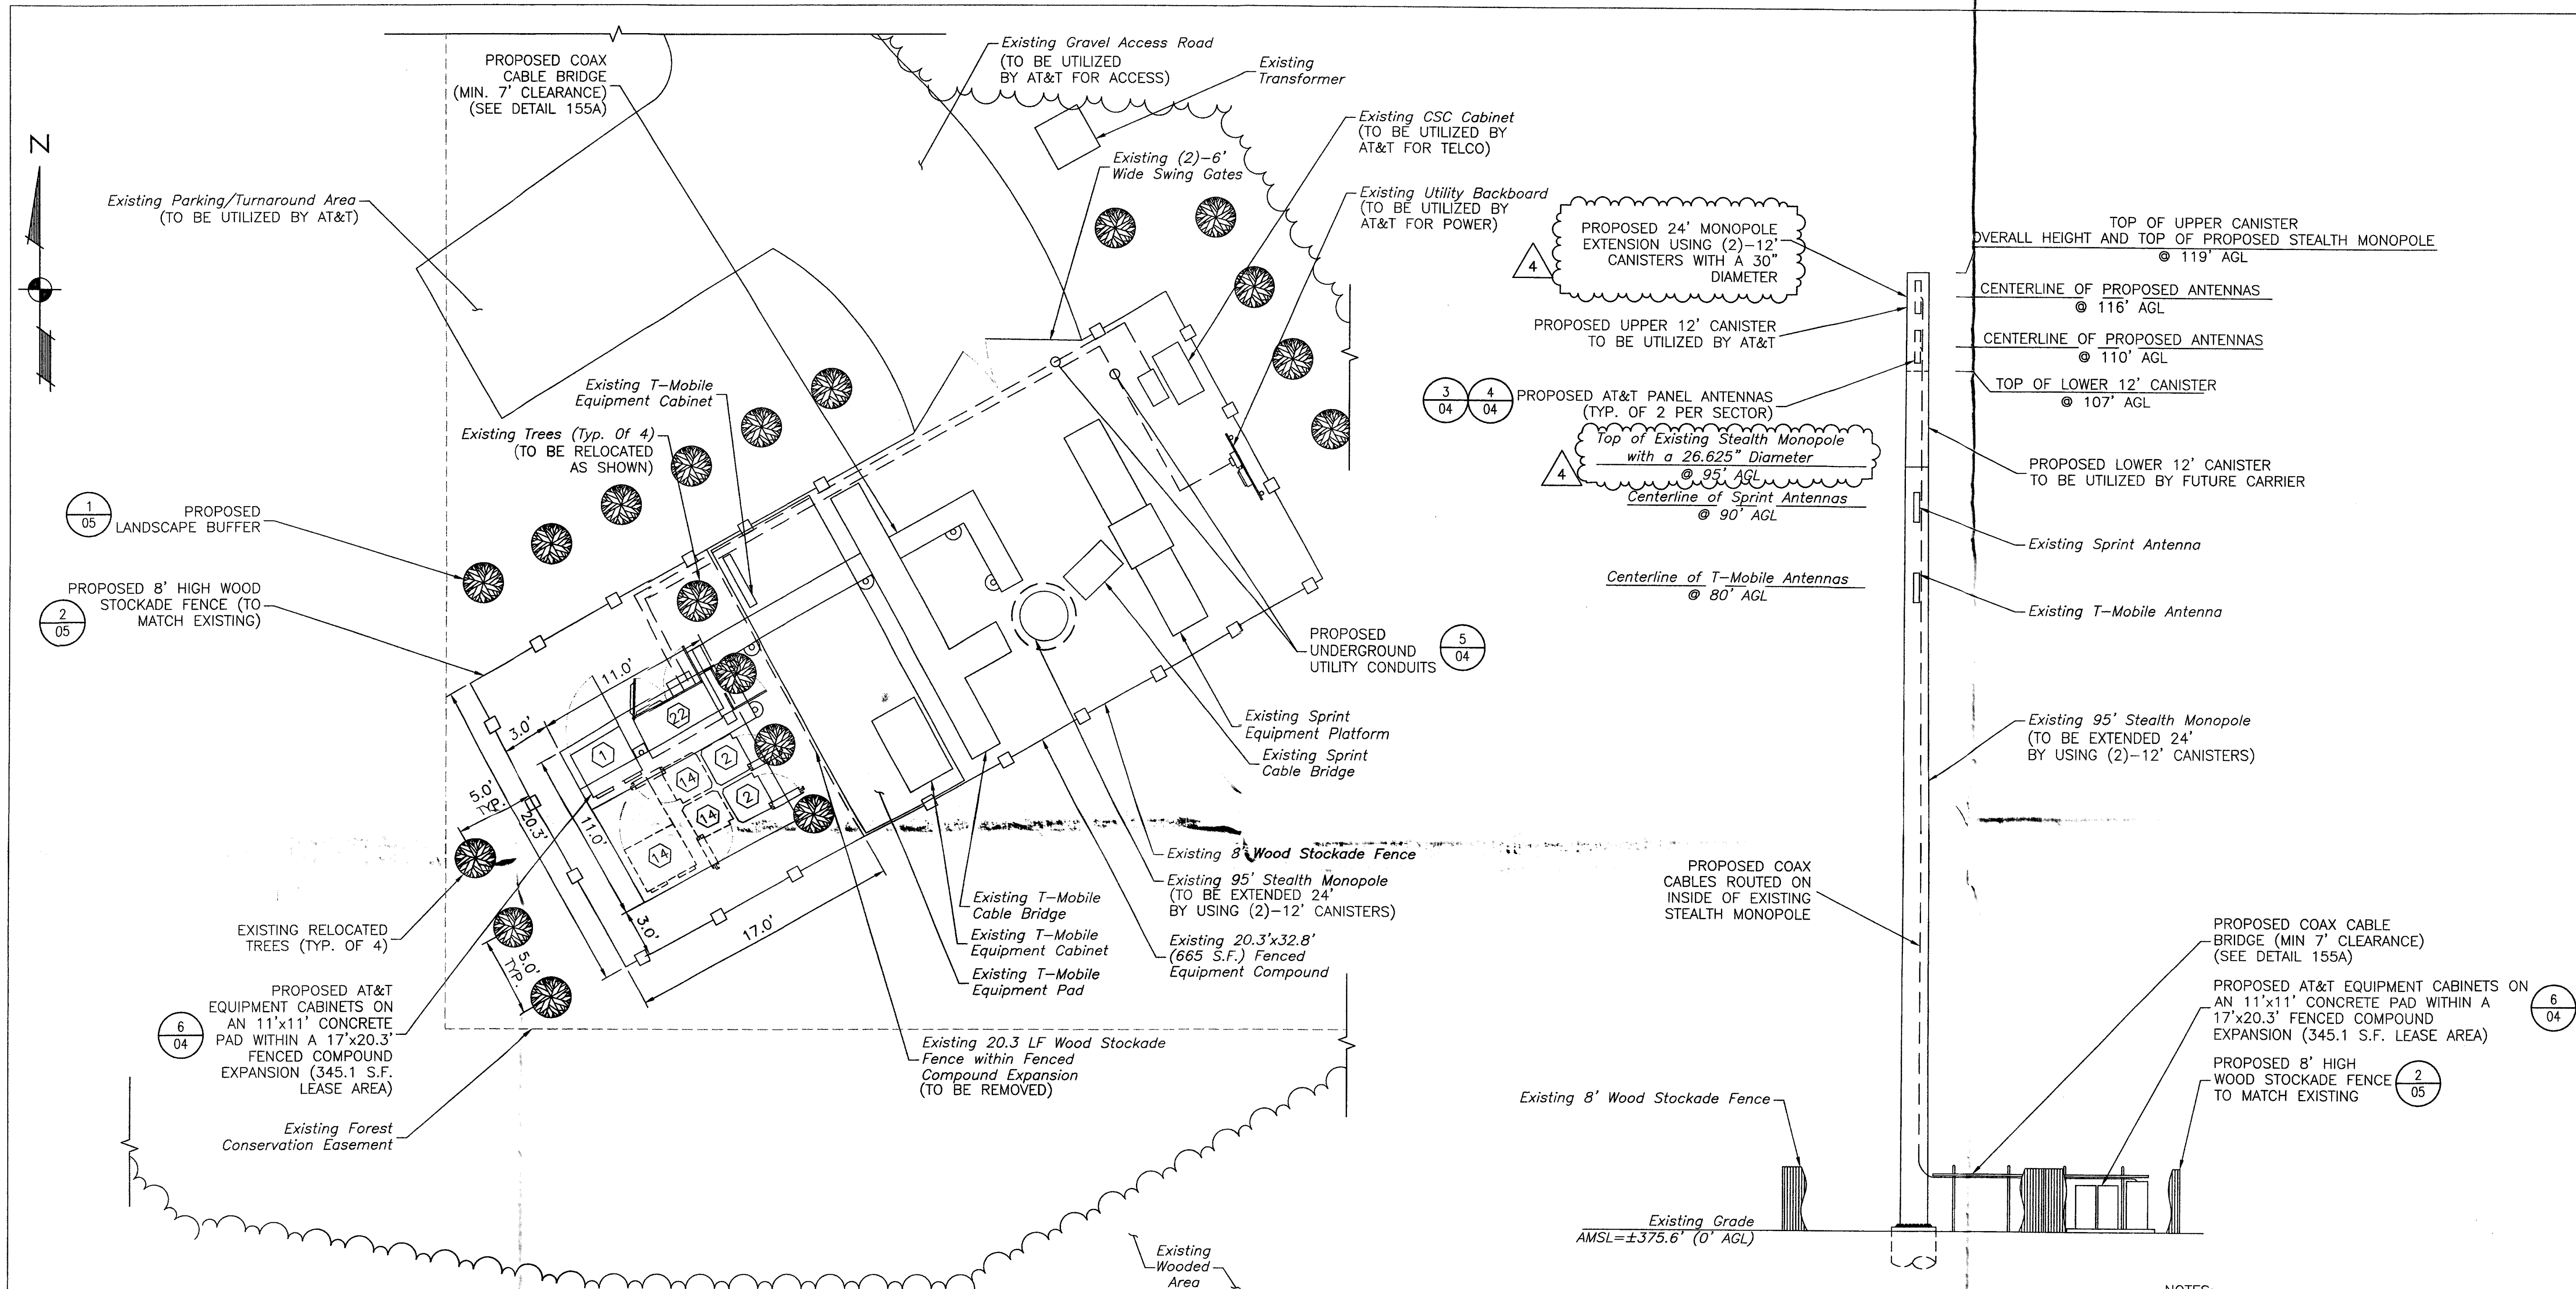 PROPOSED COAX
CABLE BRIDGE
(MIN. 7' CLEARANCE)
(SEE DETAIL 155A)
Existing Gravel Access Road
(TO BE UTILIZED
BY AT&T FOR ACCESS)
Existing
Transformer
Existing CSC Cabinet
(TO BE UTILIZED BY
AT&T FOR TELCO)
Existing (2)-6'
Wide Swing Gates
Existing Utility Backboard
(TO BE UTILIZED BY
AT&T FOR POWER)
N
Existing Parking/Turnaround Area
(TO BE UTILIZED BY AT&T)
Existing T-Mobile
Equipment Cabinet
Existing Trees (Typ. Of 4)
(TO BE RELOCATED
AS SHOWN)
1
05
PROPOSED
LANDSCAPE BUFFER
PROPOSED 8' HIGH WOOD
STOCKADE FENCE (TO
MATCH EXISTING)
2
05
11.0'
3.0'
22
1
2
14
2
14
14
5.0'
TYP.
20.3'
11.0'
3.0'
17.0'
5.0'
TYP.
EXISTING RELOCATED
TREES (TYP. OF 4)
PROPOSED AT&T
EQUIPMENT CABINETS ON
AN 11'x11' CONCRETE
PAD WITHIN A 17'x20.3'
FENCED COMPOUND
EXPANSION (345.1 S.F.
LEASE AREA)
6
04
Existing Forest
Conservation Easement
PROPOSED
UNDERGROUND
UTILITY CONDUITS
5
04
Existing Sprint
Equipment Platform
Existing Sprint
Cable Bridge
Existing 8' Wood Stockade Fence
Existing 95' Stealth Monopole
(TO BE EXTENDED 24'
BY USING (2)-12' CANISTERS)
Existing T-Mobile
Cable Bridge
Existing T-Mobile
Equipment Cabinet
Existing 20.3'x32.8'
(665 S.F.) Fenced
Equipment Compound
Existing T-Mobile
Equipment Pad
Existing 20.3 LF Wood Stockade
Fence within Fenced
Compound Expansion
(TO BE REMOVED)
Existing
Wooded
Area
PROPOSED 24' MONOPOLE
EXTENSION USING (2)-12'
CANISTERS WITH A 30"
DIAMETER
4
PROPOSED UPPER 12' CANISTER
TO BE UTILIZED BY AT&T
3
04
4
04
PROPOSED AT&T PANEL ANTENNAS
(TYP. OF 2 PER SECTOR)
Top of Existing Stealth Monopole
with a 26.625" Diameter
@ 95' AGL
4
Centerline of Sprint Antennas
@ 90' AGL
Centerline of T-Mobile Antennas
@ 80' AGL
TOP OF UPPER CANISTER
OVERALL HEIGHT AND TOP OF PROPOSED STEALTH MONOPOLE
@ 119' AGL
CENTERLINE OF PROPOSED ANTENNAS
@ 116' AGL
CENTERLINE OF PROPOSED ANTENNAS
@ 110' AGL
TOP OF LOWER 12' CANISTER
@ 107' AGL
PROPOSED LOWER 12' CANISTER
TO BE UTILIZED BY FUTURE CARRIER
Existing Sprint Antenna
Existing T-Mobile Antenna
Existing 95' Stealth Monopole
(TO BE EXTENDED 24'
BY USING (2)-12' CANISTERS)
PROPOSED COAX
CABLES ROUTED ON
INSIDE OF EXISTING
STEALTH MONOPOLE
PROPOSED COAX CABLE
BRIDGE (MIN 7' CLEARANCE)
(SEE DETAIL 155A)
PROPOSED AT&T EQUIPMENT CABINETS ON
AN 11'x11' CONCRETE PAD WITHIN A
17'x20.3' FENCED COMPOUND
EXPANSION (345.1 S.F. LEASE AREA)
6
04
PROPOSED 8' HIGH
WOOD STOCKADE FENCE
TO MATCH EXISTING
2
05
Existing 8' Wood Stockade Fence
Existing Grade
AMSL=±375.6' (0' AGL)
NOTES: